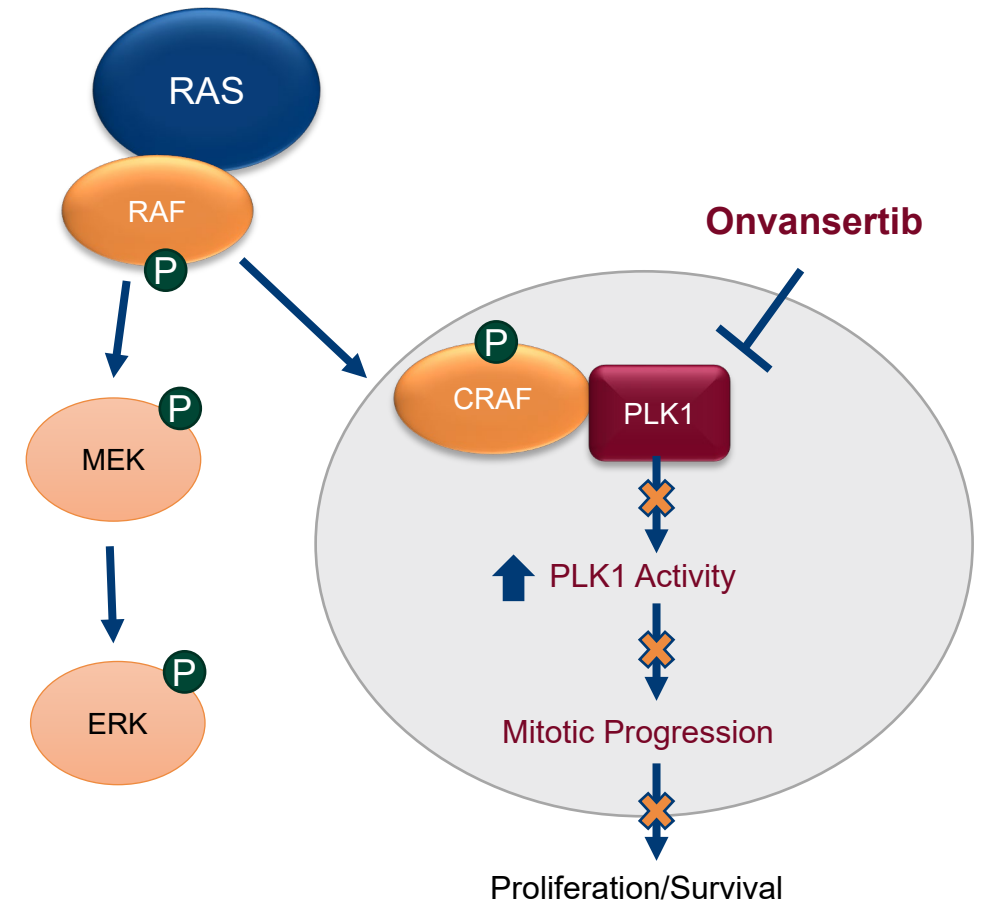 RAS
RAF
P
Onvansertib
P
CRAF
PLK1
P
MEK
PLK1 Activity
P
ERK
Mitotic Progression
Proliferation/Survival